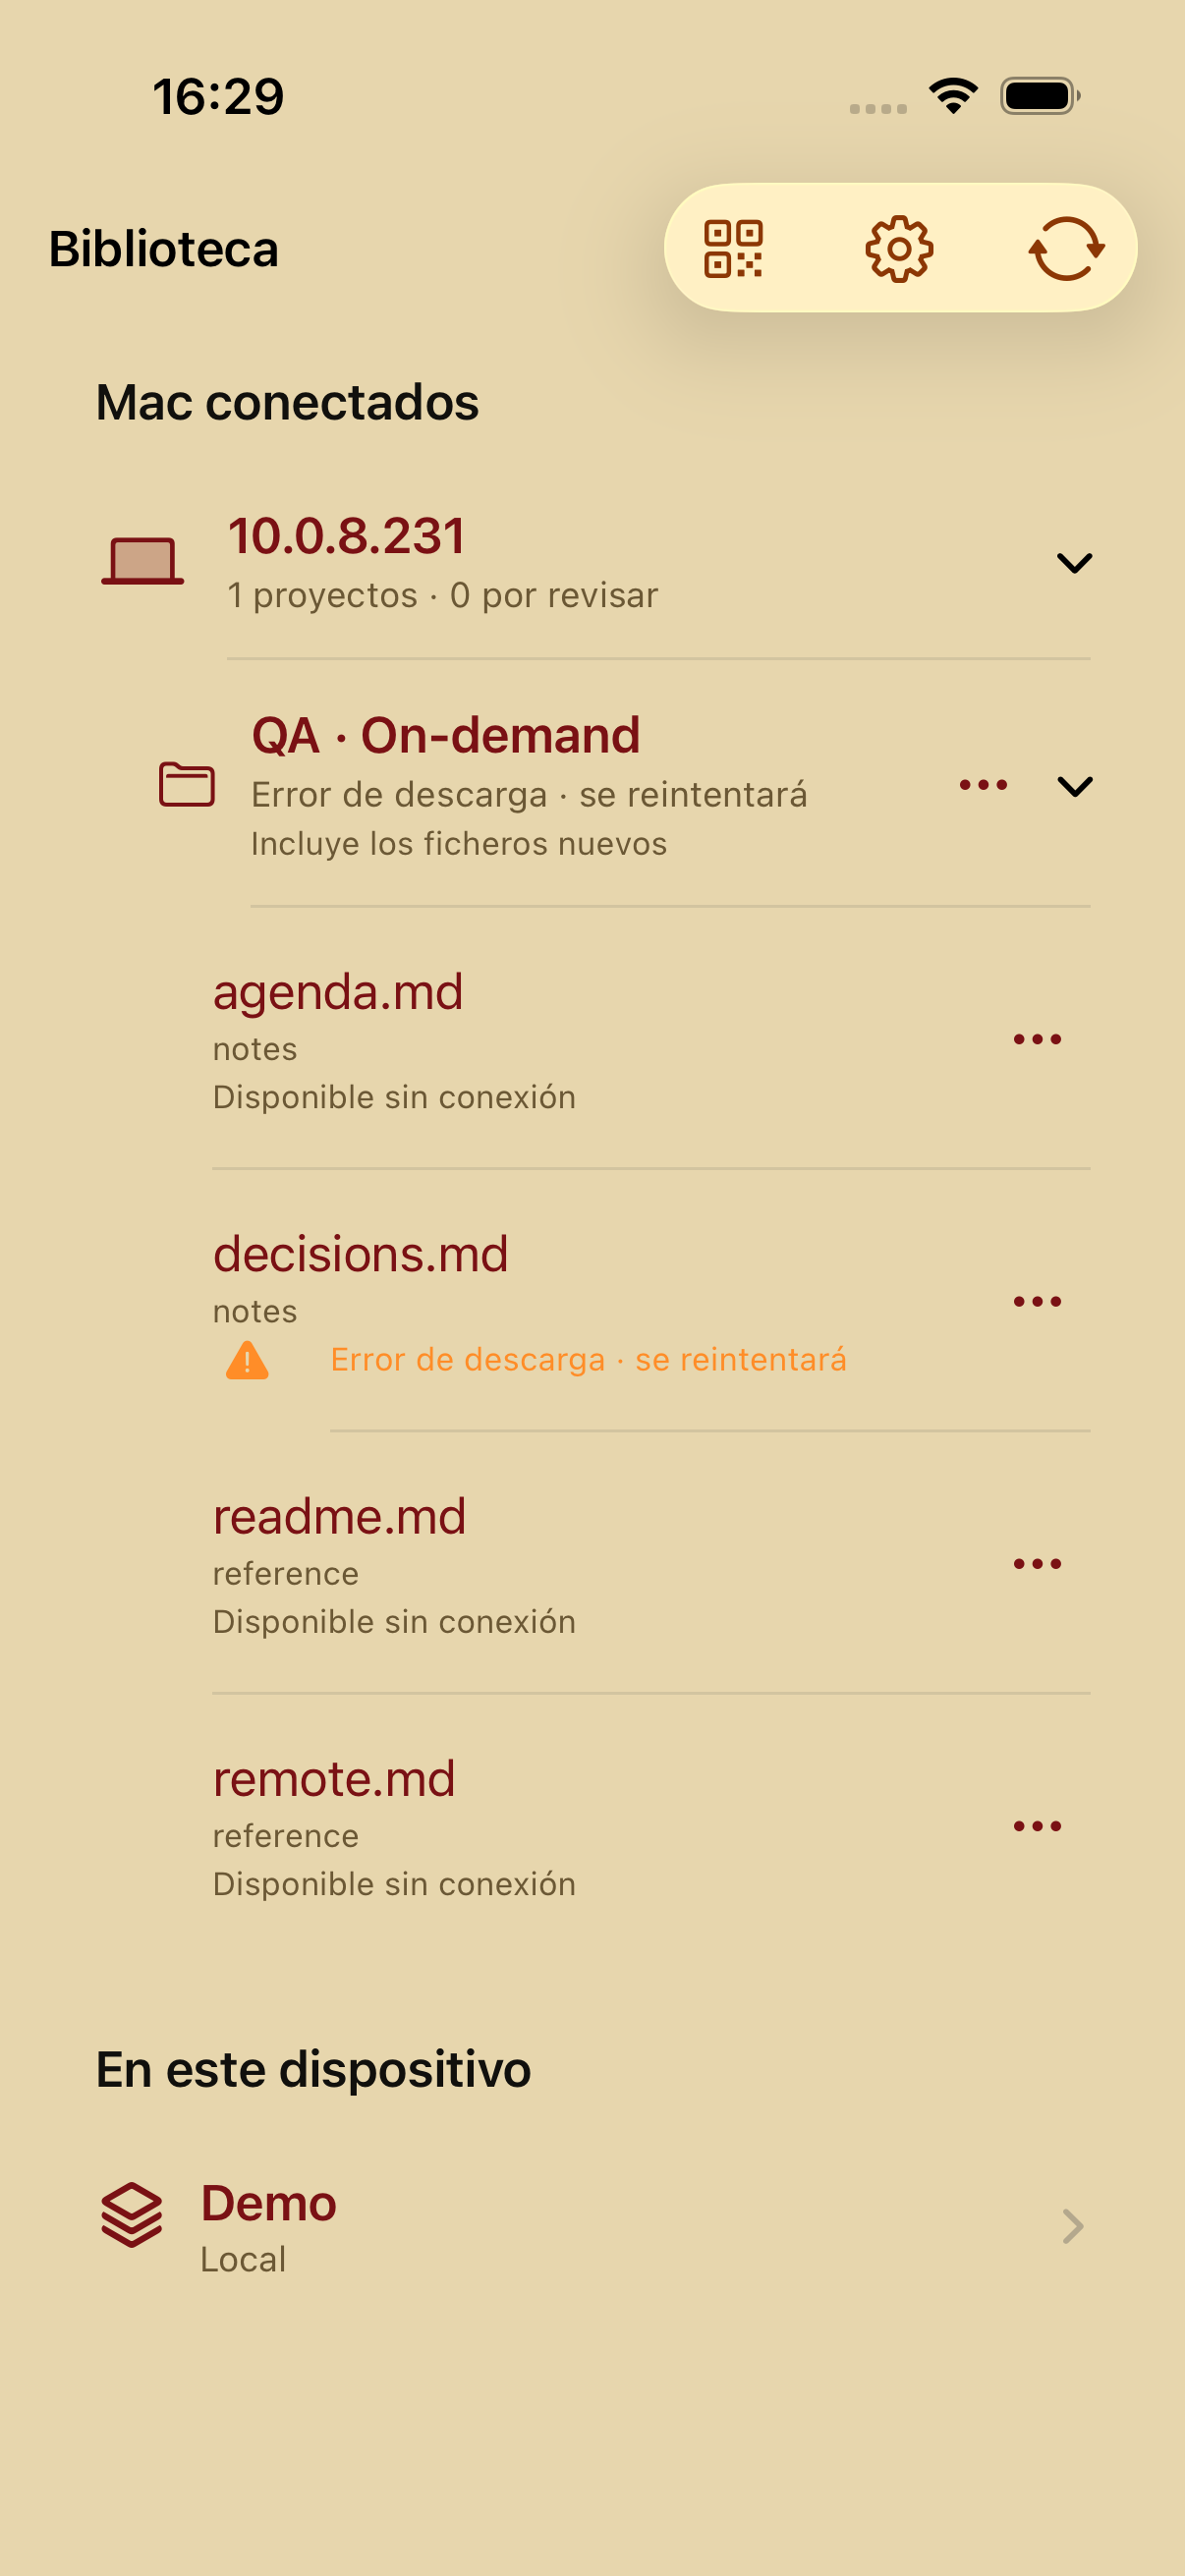 16:29
Biblioteca
Mac conectados
10.0.8.231
1 proyectos · 0 por revisar
QA · On-demand
Error de descarga · se reintentará
Incluye los ficheros nuevos
agenda.md
notes
Disponible sin conexión
decisions.md
notes
Error de descarga · se reintentará
readme.md
reference
Disponible sin conexión
remote.md
reference
Disponible sin conexión
En este dispositivo
Demo
Local